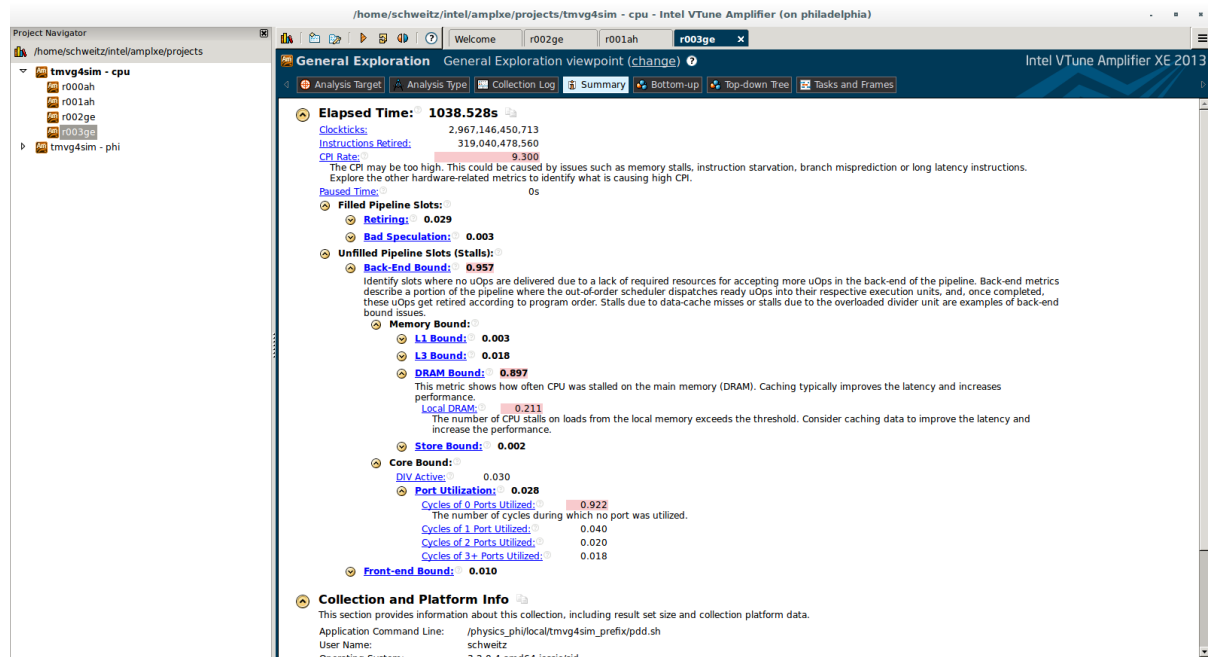 /home/schweitz/intel/amplxe/projects/tmvg4sim - cpu - Intel VTune Amplifier (on philadelphia)
Project Navigator
/home/schweitz/intel/amplxe/projects
tmvg4sim - cpu
r000ah
r001ah
r002ge
r003ge
tmvg4sim - phi
Welcome r002ge r001ah r003ge x
General Exploration General Exploration viewpoint (change) ? Intel VTune Amplifier XE 2013
Analysis Target Analysis Type Collection Log Summary Bottom-up Top-down Tree Tasks and Frames
Elapsed Time: 1038.528s
Clockticks: 2,967,146,450,713
Instructions Retired: 319,040,478,560
CPI Rate: 9.300
The CPI may be too high. This could be caused by issues such as memory stalls, instruction starvation, branch misprediction or long latency instructions.
Explore the other hardware-related metrics to identify what is causing high CPI.
Paused Time: 0s
Filled Pipeline Slots:
Retiring: 0.029
Bad Speculation: 0.003
Unfilled Pipeline Slots (Stalls):
Back-End Bound: 0.957
Identify slots where no uOps are delivered due to a lack of required resources for accepting more uOps in the back-end of the pipeline. Back-end metrics
describe a portion of the pipeline where the out-of-order scheduler dispatches ready uOps into their respective execution units, and, once completed,
these uOps get retired according to program order. Stalls due to data-cache misses or stalls due to the overloaded divider unit are examples of back-end
bound issues.
Memory Bound:
L1 Bound: 0.003
L3 Bound: 0.018
DRAM Bound: 0.897
This metric shows how often CPU was stalled on the main memory (DRAM). Caching typically improves the latency and increases
performance.
Local DRAM: 0.211
The number of CPU stalls on loads from the local memory exceeds the threshold. Consider caching data to improve the latency and
increase the performance.
Store Bound: 0.002
Core Bound:
DIV Active: 0.030
Port Utilization: 0.028
Cycles of 0 Ports Utilized: 0.922
The number of cycles during which no port was utilized.
Cycles of 1 Port Utilized: 0.040
Cycles of 2 Ports Utilized: 0.020
Cycles of 3+ Ports Utilized: 0.018
Front-end Bound: 0.010
Collection and Platform Info
This section provides information about this collection, including result set size and collection platform data.
Application Command Line: /physics_phi/local/tmvg4sim_prefix/pdd.sh
User Name: schweitz